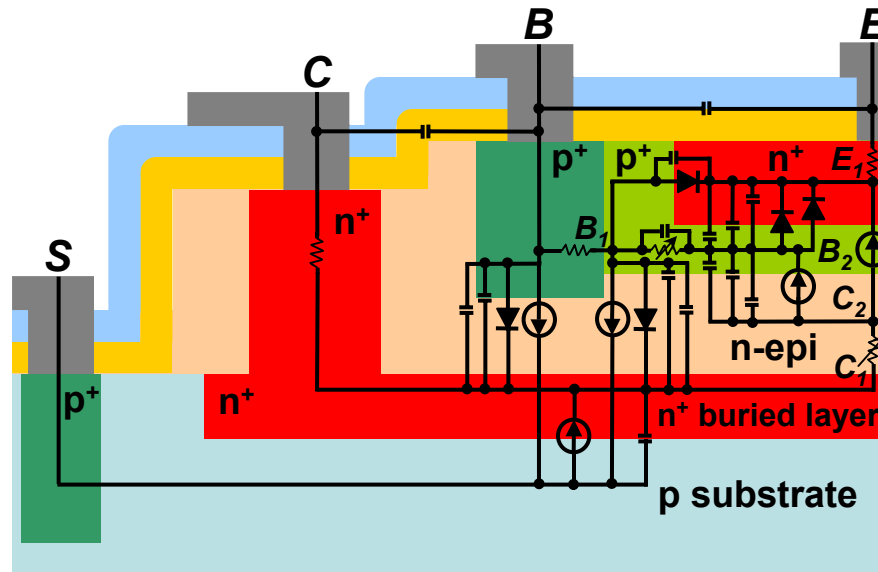 B
E
C
p+
p+
n+
E1
n+
B1
S
B2
C2
n-epi
C1
p+
n+
n+ buried layer
p substrate